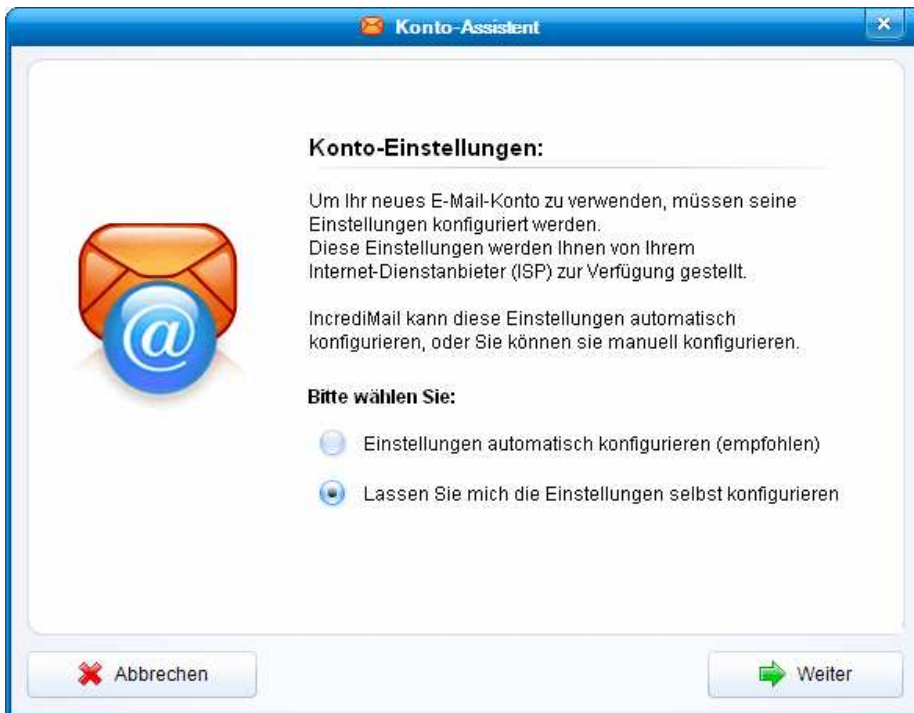 Konto-Assistent
Konto-Einstellungen:
Um Ihr neues E-Mail-Konto zu verwenden, müssen seine
Einstellungen konfiguriert werden.
Diese Einstellungen werden Ihnen von Ihrem
Internet-Dienstanbieter (ISP) zur Verfügung gestellt.
IncrediMail kann diese Einstellungen automatisch
konfigurieren, oder Sie können sie manuell konfigurieren.
Bitte wählen Sie:
Einstellungen automatisch konfigurieren (empfohlen)
Lassen Sie mich die Einstellungen selbst konfigurieren
Abbrechen
Weiter